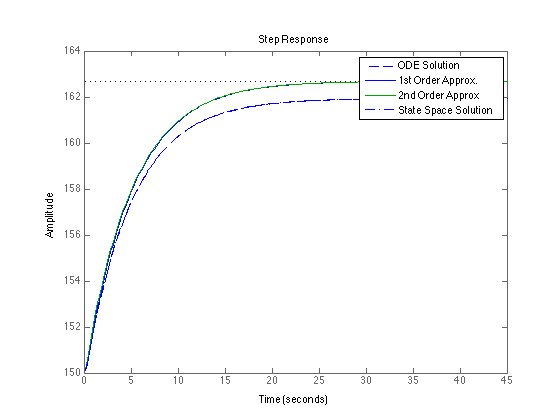 Step Response
164
162
160
158
156
154
152
150
0 5 10 15 20 25 30 35 40 45
Amplitude
Time (seconds)
ODE Solution
1st Order Approx.
2nd Order Approx
State Space Solution